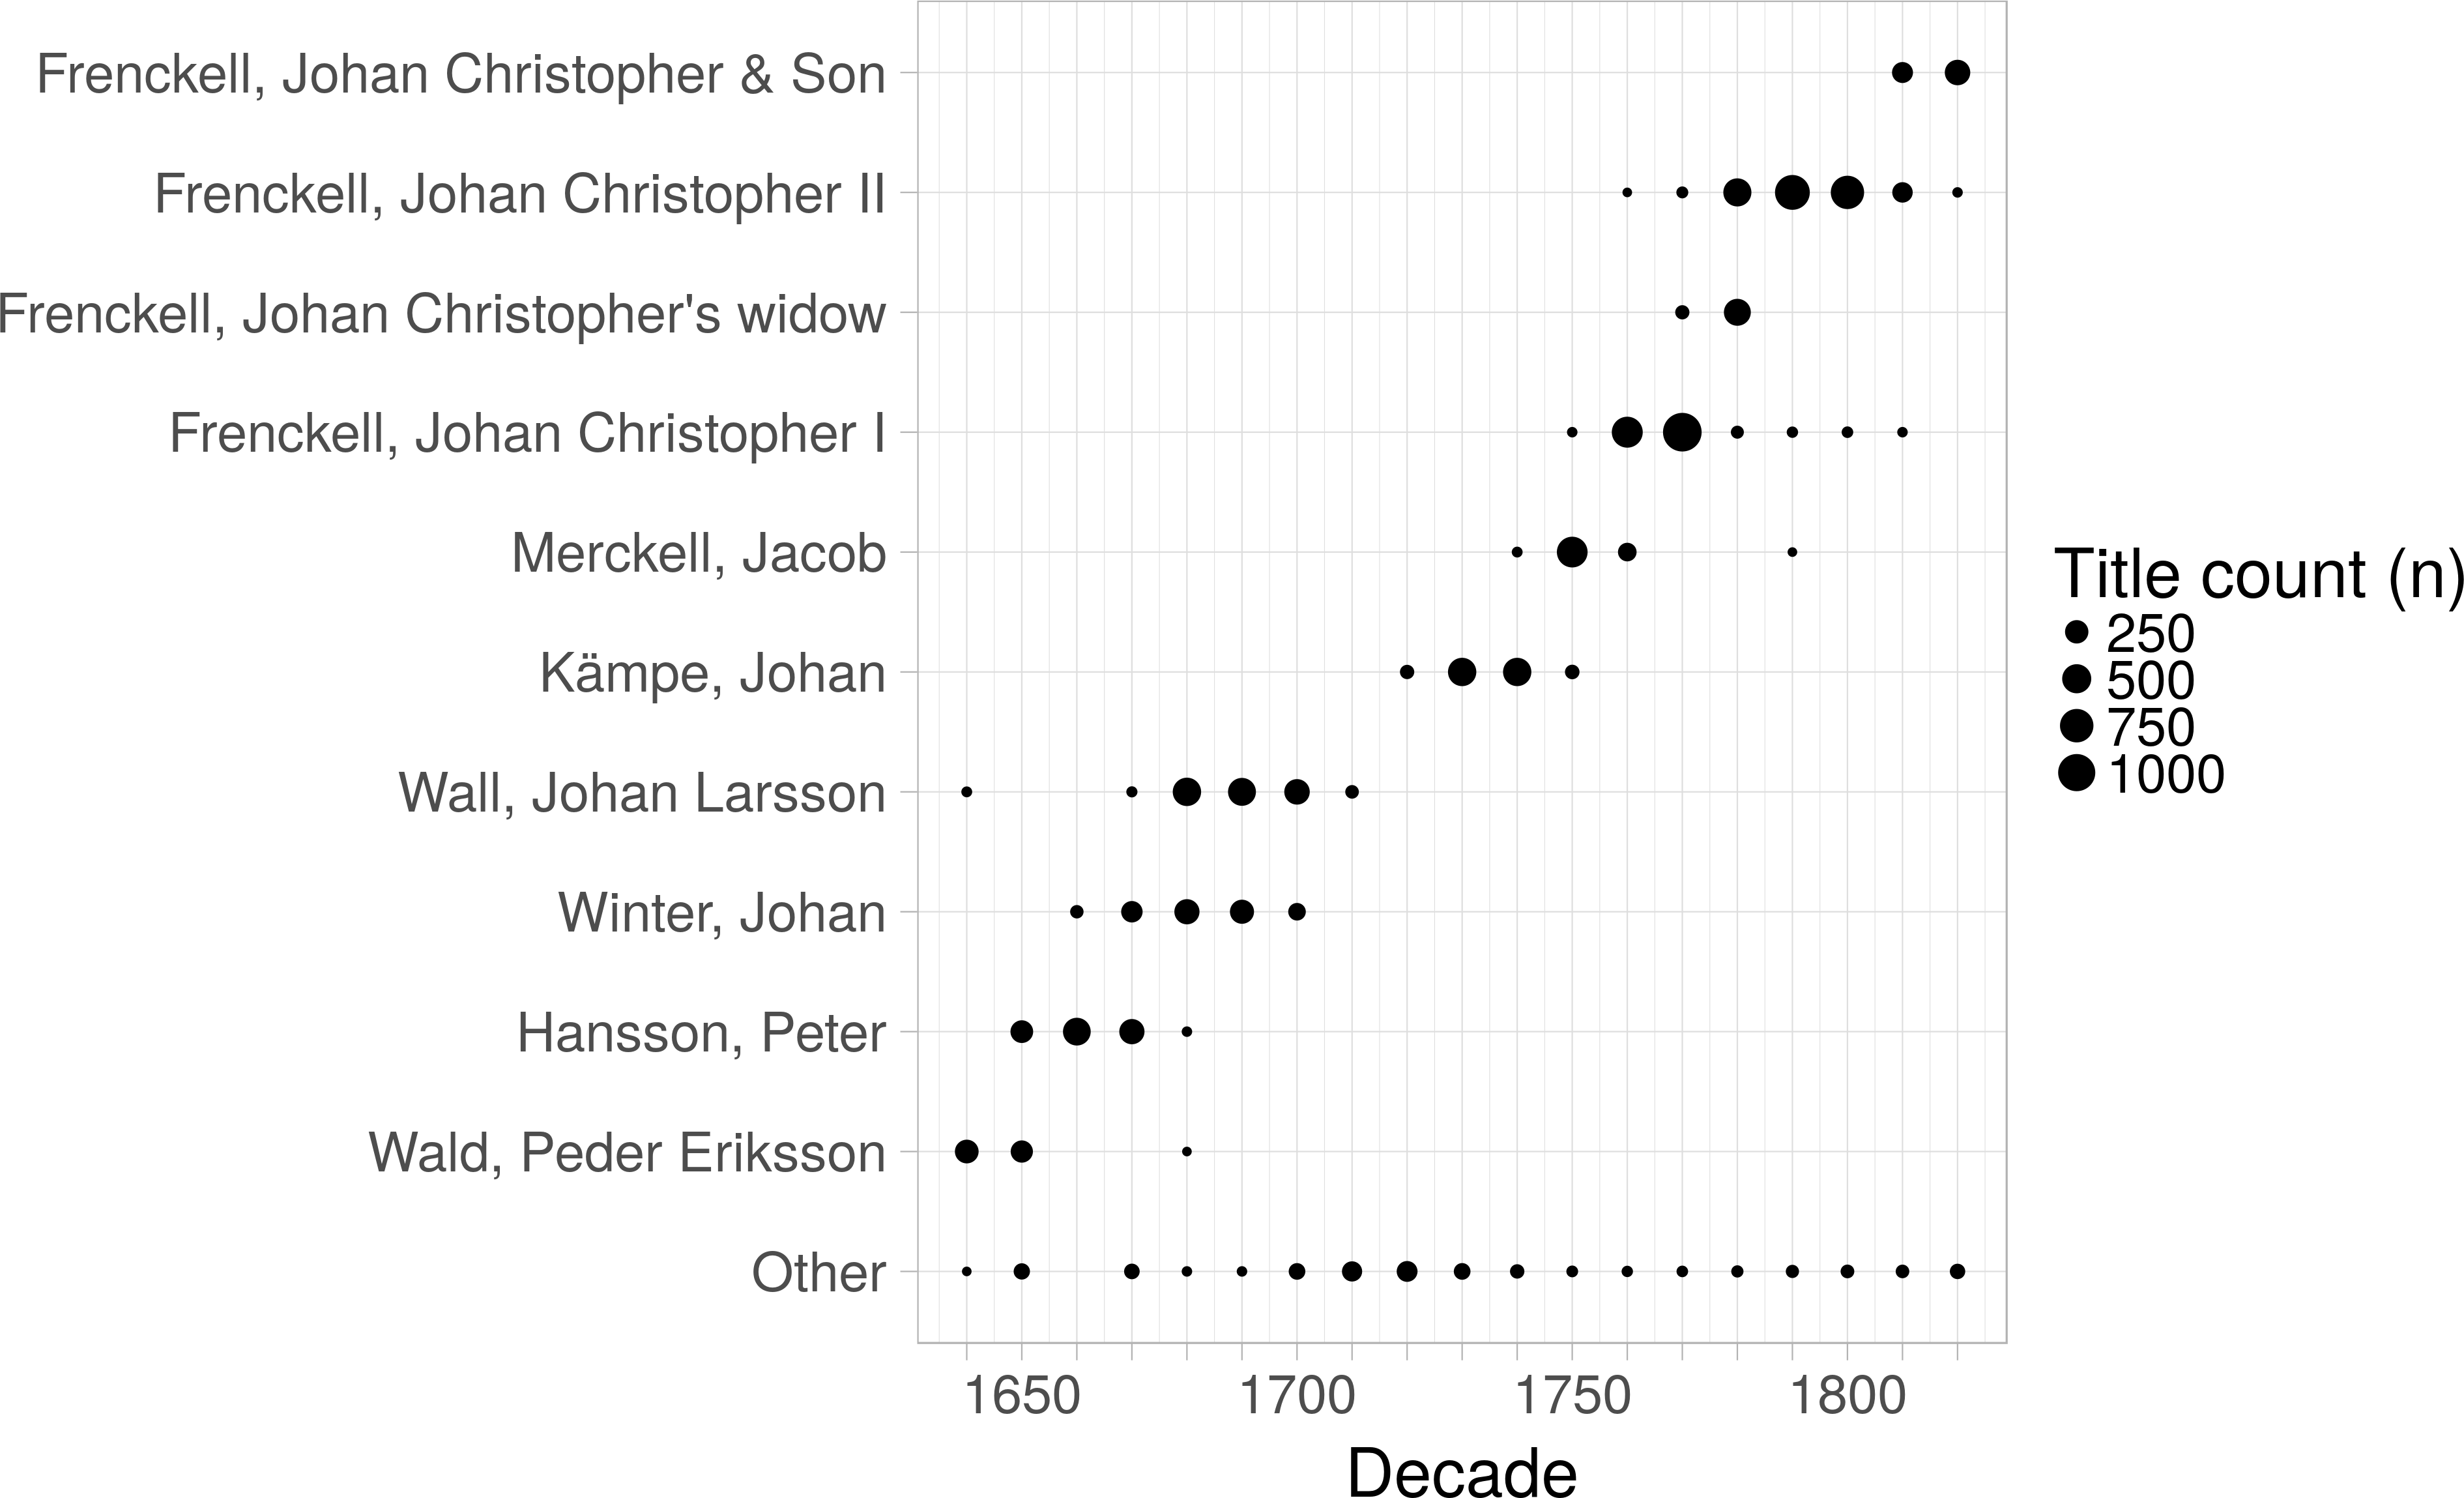 Frenckell, Johan Christopher & Son
Frenckell, Johan Christopher II
Frenckell, Johan Christopher's widow
Frenckell, Johan Christopher I
Merckell, Jacob
Kämpe, Johan
Wall, Johan Larsson
Winter, Johan
Hansson, Peter
Wald, Peder Eriksson
Other
1650 1700 1750 1800
Decade
Title count (n)
250
500
750
1000